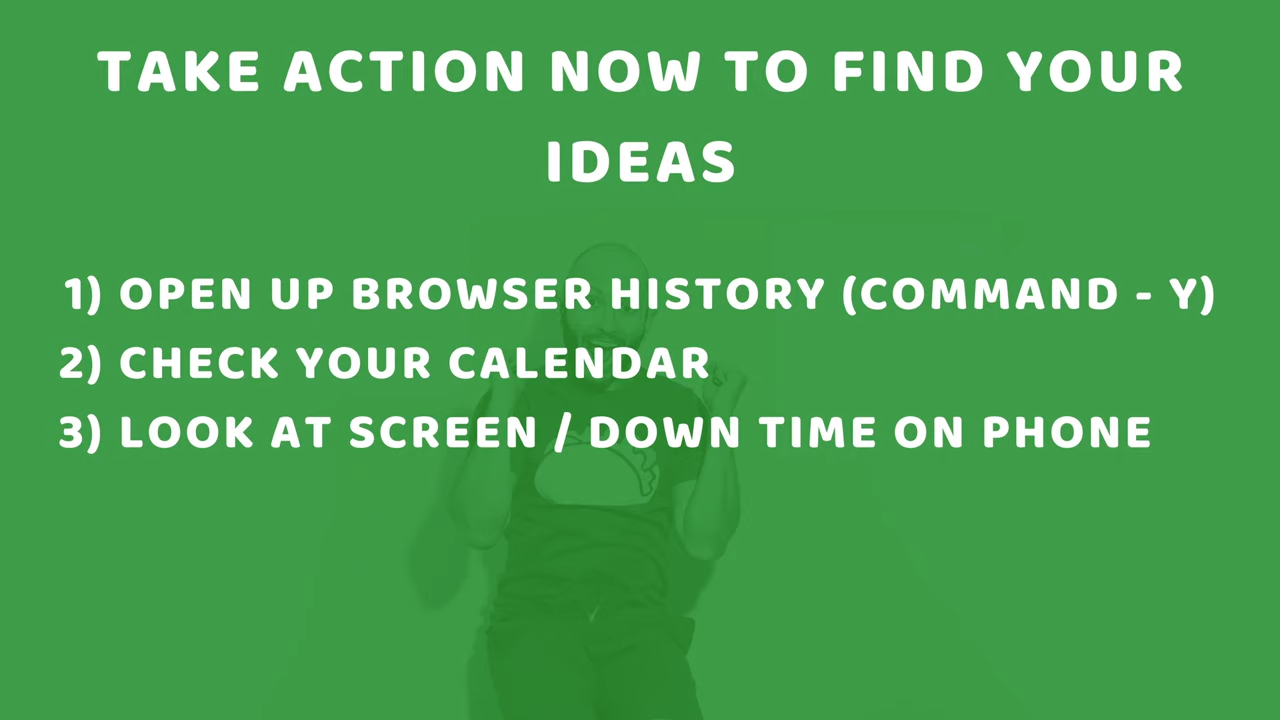 TAKE ACTION NOW TO FIND YOUR
IDEAS
1) OPEN UP BROWSER HISTORY (COMMAND - Y)
2) CHECK YOUR CALENDAR
3) LOOK AT SCREEN / DOWN TIME ON PHONE